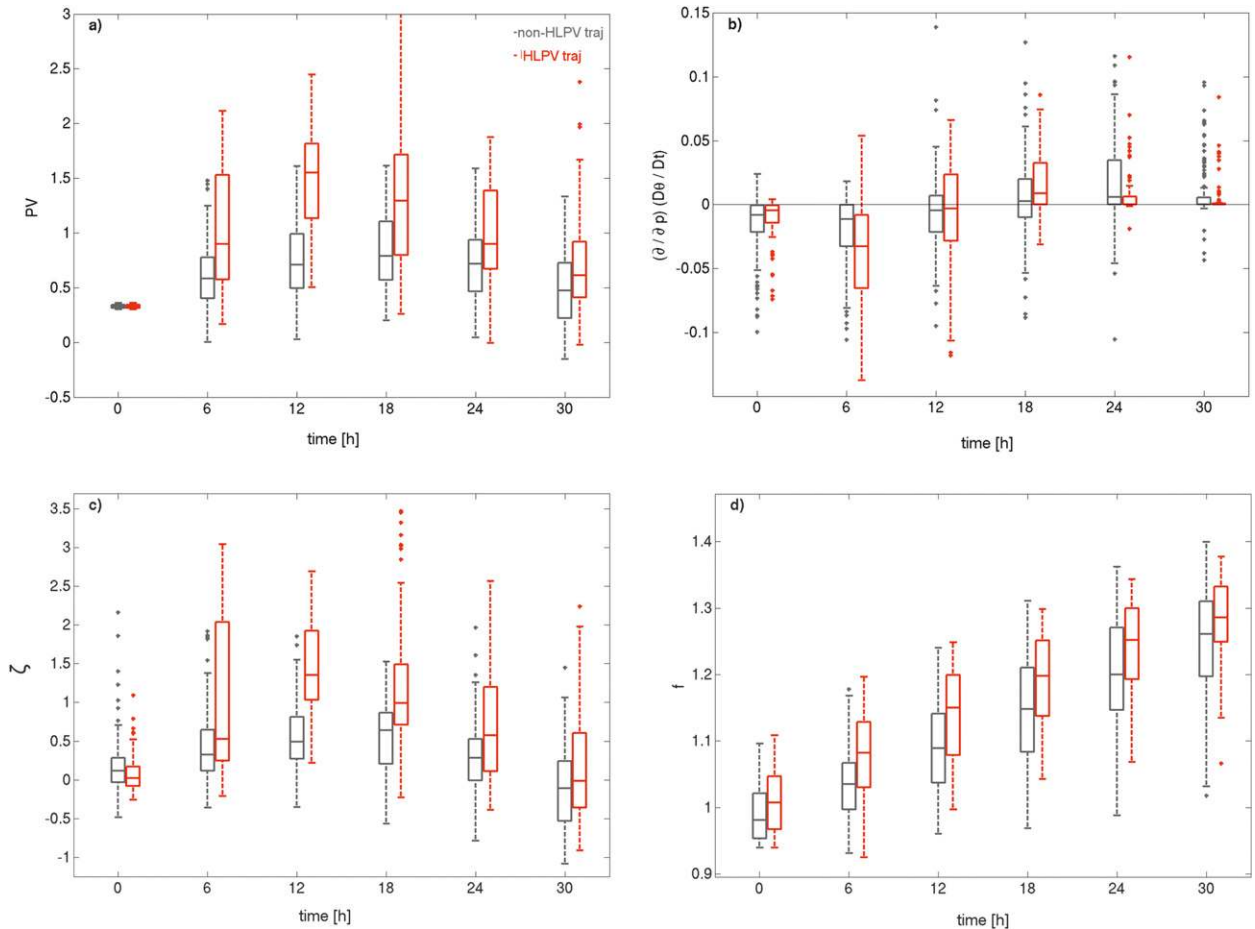 a)
-non-HLPV traj
HLPV traj
3
2.5
2
1.5
1
0.5
0
-0.5
PV
0 6 12 18 24 30
time [h]
b)
0.15
0.1
0.05
0
-0.05
-0.1
(∂ / ∂ p) (Dθ / Dt)
0 6 12 18 24 30
time [h]
c)
3.5
3
2.5
2
1.5
1
0.5
0
-0.5
-1
ζ
0 6 12 18 24 30
time [h]
d)
1.4
1.3
1.2
1.1
1
0.9
f
0 6 12 18 24 30
time [h]